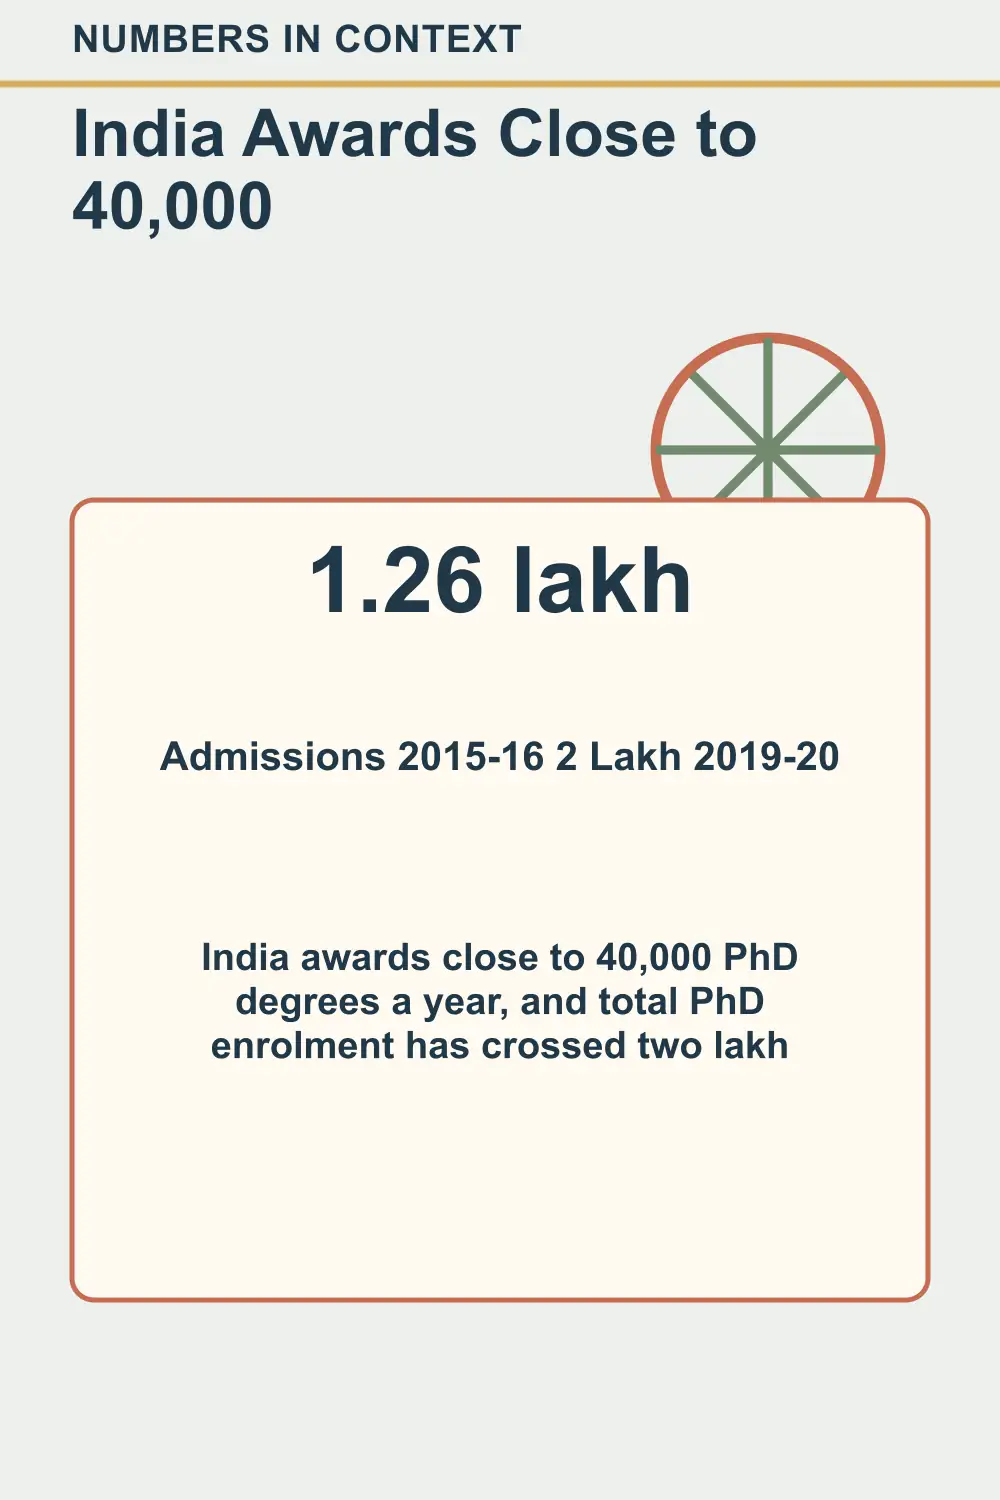 NUMBERS IN CONTEXT
India Awards Close to
40,000
1.26 lakh
Admissions 2015-16 2 Lakh 2019-20
India awards close to 40,000 PhD
degrees a year, and total PhD
enrolment has crossed two lakh